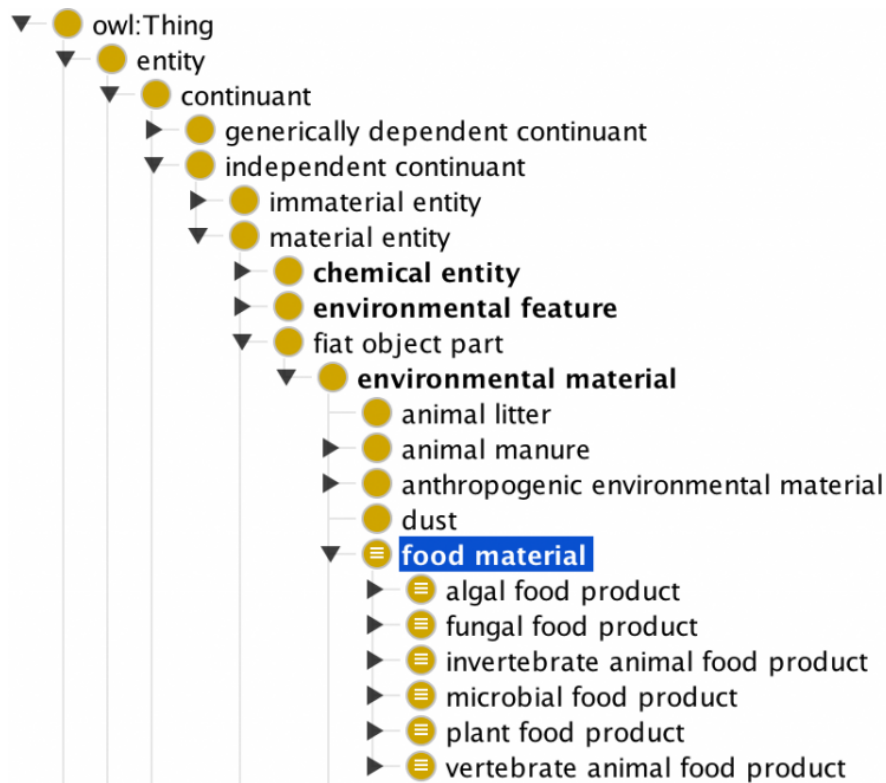 owl:Thing
entity
continuant
generically dependent continuant
independent continuant
immaterial entity
material entity
chemical entity
environmental feature
fiat object part
environmental material
animal litter
animal manure
anthropogenic environmental material
dust
food material
algal food product
fungal food product
invertebrate animal food product
microbial food product
plant food product
vertebrate animal food product